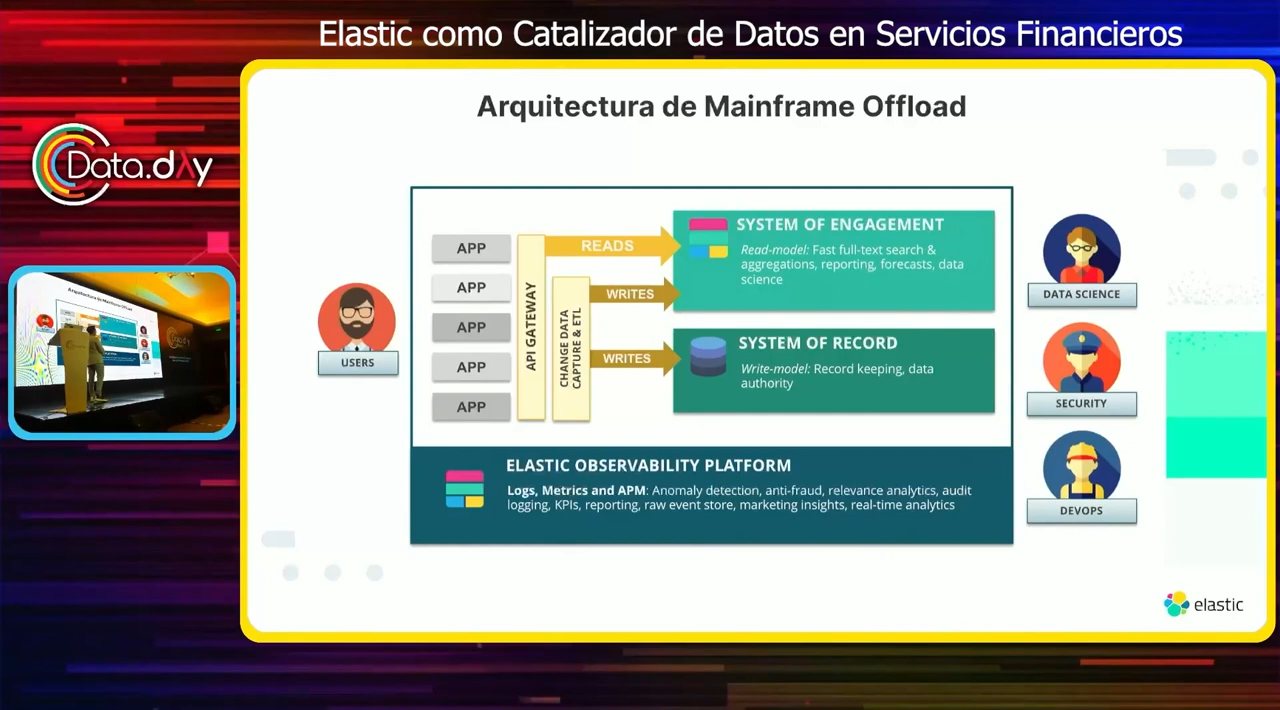 Elastic como Catalizador de Datos en Servicios Financieros
Data.dλy
Arquitectura de Mainframe Offload
USERS
APP
APP
APP
APP
APP
API GATEWAY
CHANGE DATA
CAPTURE & ETL
READS
WRITES
WRITES
SYSTEM OF ENGAGEMENT
Read-model: Fast full-text search &
aggregations, reporting, forecasts, data
science
SYSTEM OF RECORD
Write-model: Record keeping, data
authority
ELASTIC OBSERVABILITY PLATFORM
Logs, Metrics and APM: Anomaly detection, anti-fraud, relevance analytics, audit
logging, KPIs, reporting, raw event store, marketing insights, real-time analytics
DATA SCIENCE
SECURITY
DEVOPS
elastic